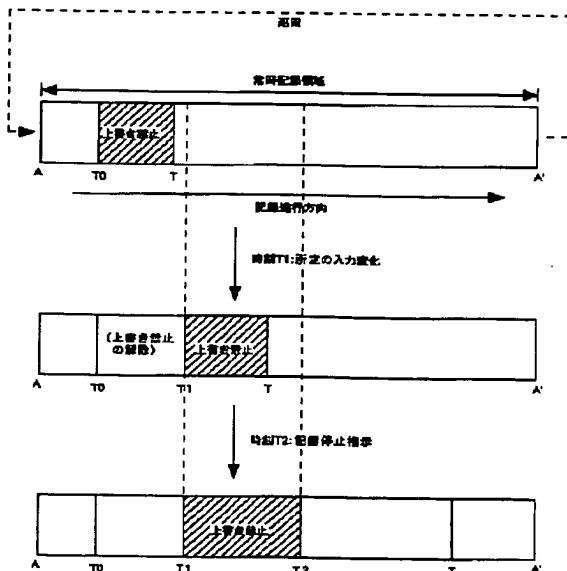 巡回
常時記録領域
上書き禁止
A T0 T A'
記録進行方向
時刻T1:所定の入力変化
(上書き禁止
の解除)
上書き禁止
A T0 T1 T A'
時刻T2:記録停止指示
上書き禁止
A T0 T1 T2 T A'